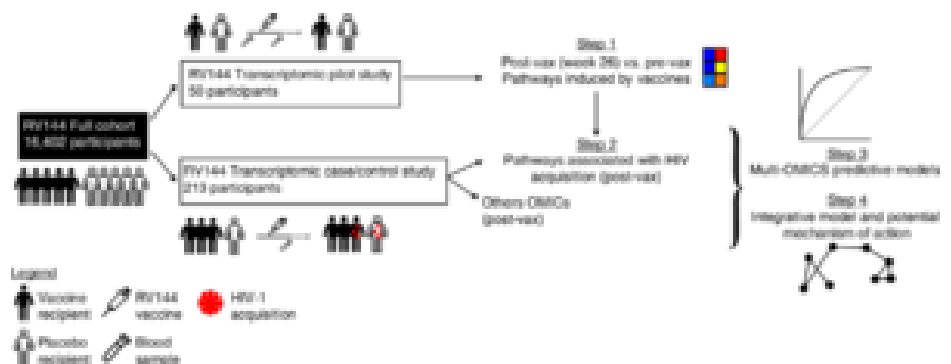 RV144 Full cohort
16,402 participants
RV144 Transcriptomic pilot study
50 participants
RV144 Transcriptomic case/control study
213 participants
Step 1
Post-vax (week 26) vs. pre-vax
Pathways induced by vaccines
Step 2
Pathways associated with HIV
acquisition (post-vax)
Others OMICs
(post-vax)
Step 3
Multi-OMICS predictive models
Step 4
Integrative model and potential
mechanism of action
Legend
Vaccine
recipient
RV144
vaccine
HIV-1
acquisition
Placebo
recipient
Blood
sample